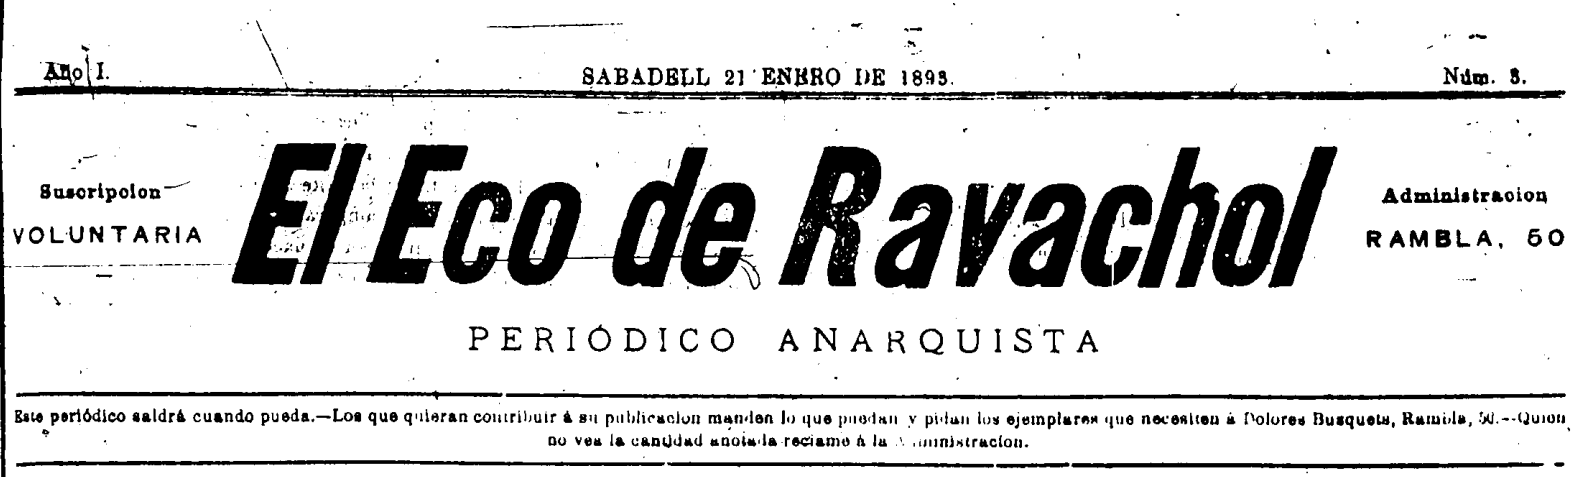 Año I.
SABADELL 21 ENERO DE 1893.
Núm. 3.
Suscripcion
VOLUNTARIA
El Eco de Ravachol
Administracion
RAMBLA, 50
PERIÓDICO ANARQUISTA
Este periódico saldrá cuando pueda.—Los que quieran contribuir á su publicacion manden lo que puedan y pidan los ejemplares que necesiten á Dolores Busquets, Rambla, 50.--Quien
no vea la cantidad anotada reclame á la Administracion.